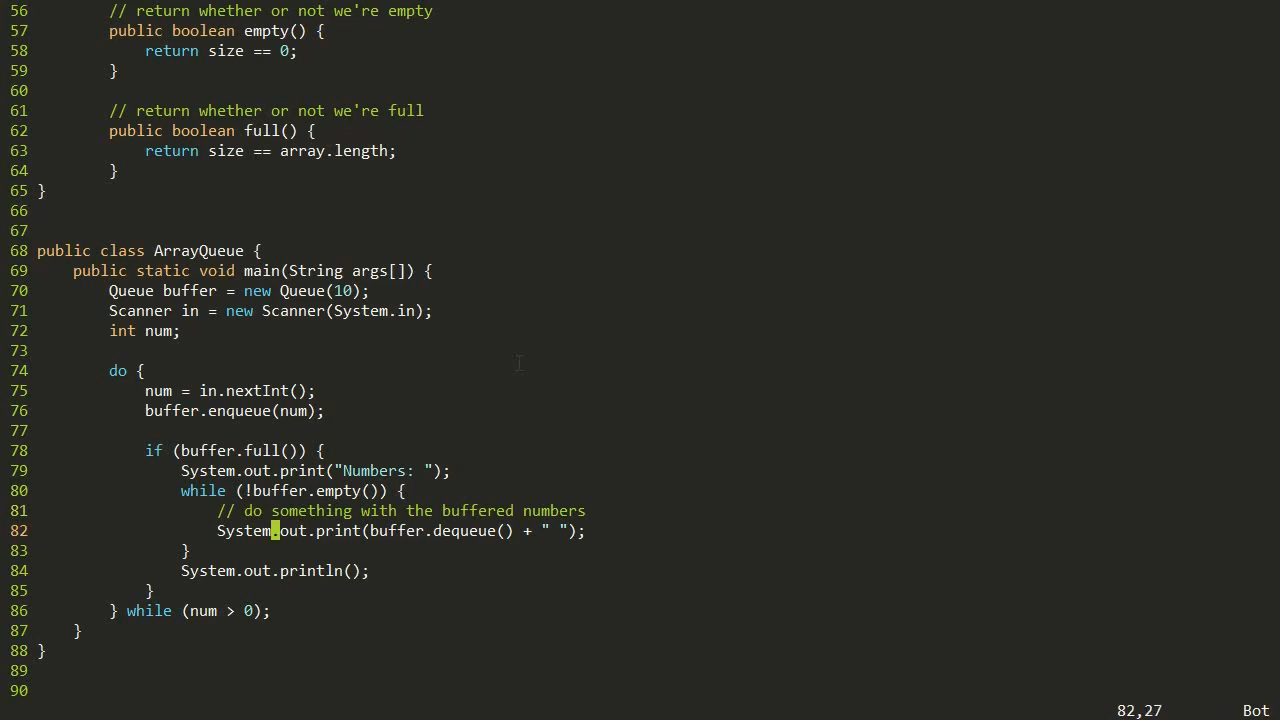 56         // return whether or not we're empty
57         public boolean empty() {
58             return size == 0;
59         }
60
61         // return whether or not we're full
62         public boolean full() {
63             return size == array.length;
64         }
65 }
66
67
68 public class ArrayQueue {
69     public static void main(String args[]) {
70         Queue buffer = new Queue(10);
71         Scanner in = new Scanner(System.in);
72         int num;
73
74         do {
75             num = in.nextInt();
76             buffer.enqueue(num);
77
78             if (buffer.full()) {
79                 System.out.print("Numbers: ");
80                 while (!buffer.empty()) {
81                     // do something with the buffered numbers
82                     System.out.print(buffer.dequeue() + " ");
83                 }
84                 System.out.println();
85             }
86         } while (num > 0);
87     }
88 }
89
90
82,27 Bot